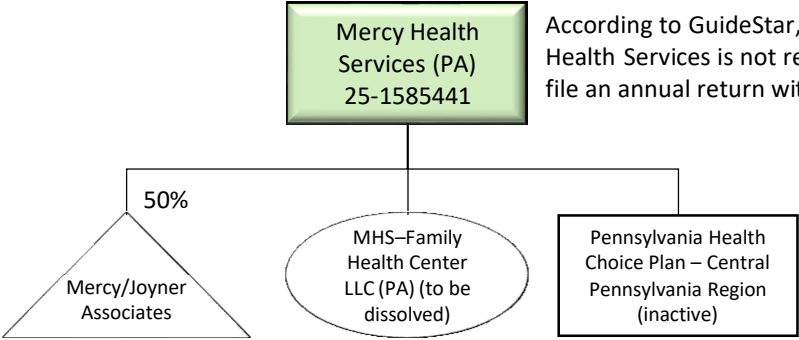 Mercy Health
Services (PA)
25-1585441
According to GuideStar,
Health Services is not re
file an annual return wit
50%
Mercy/Joyner
Associates
MHS–Family
Health Center
LLC (PA) (to be
dissolved)
Pennsylvania Health
Choice Plan – Central
Pennsylvania Region
(inactive)